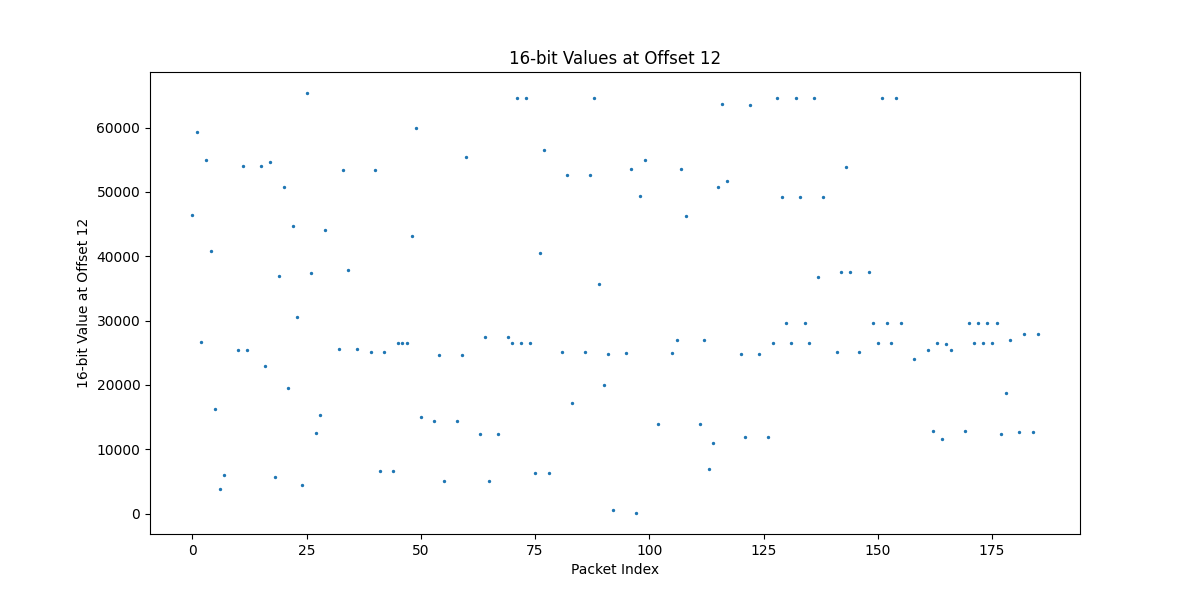 16-bit Values at Offset 12
16-bit Value at Offset 12
60000
50000
40000
30000
20000
10000
0
0 25 50 75 100 125 150 175
Packet Index